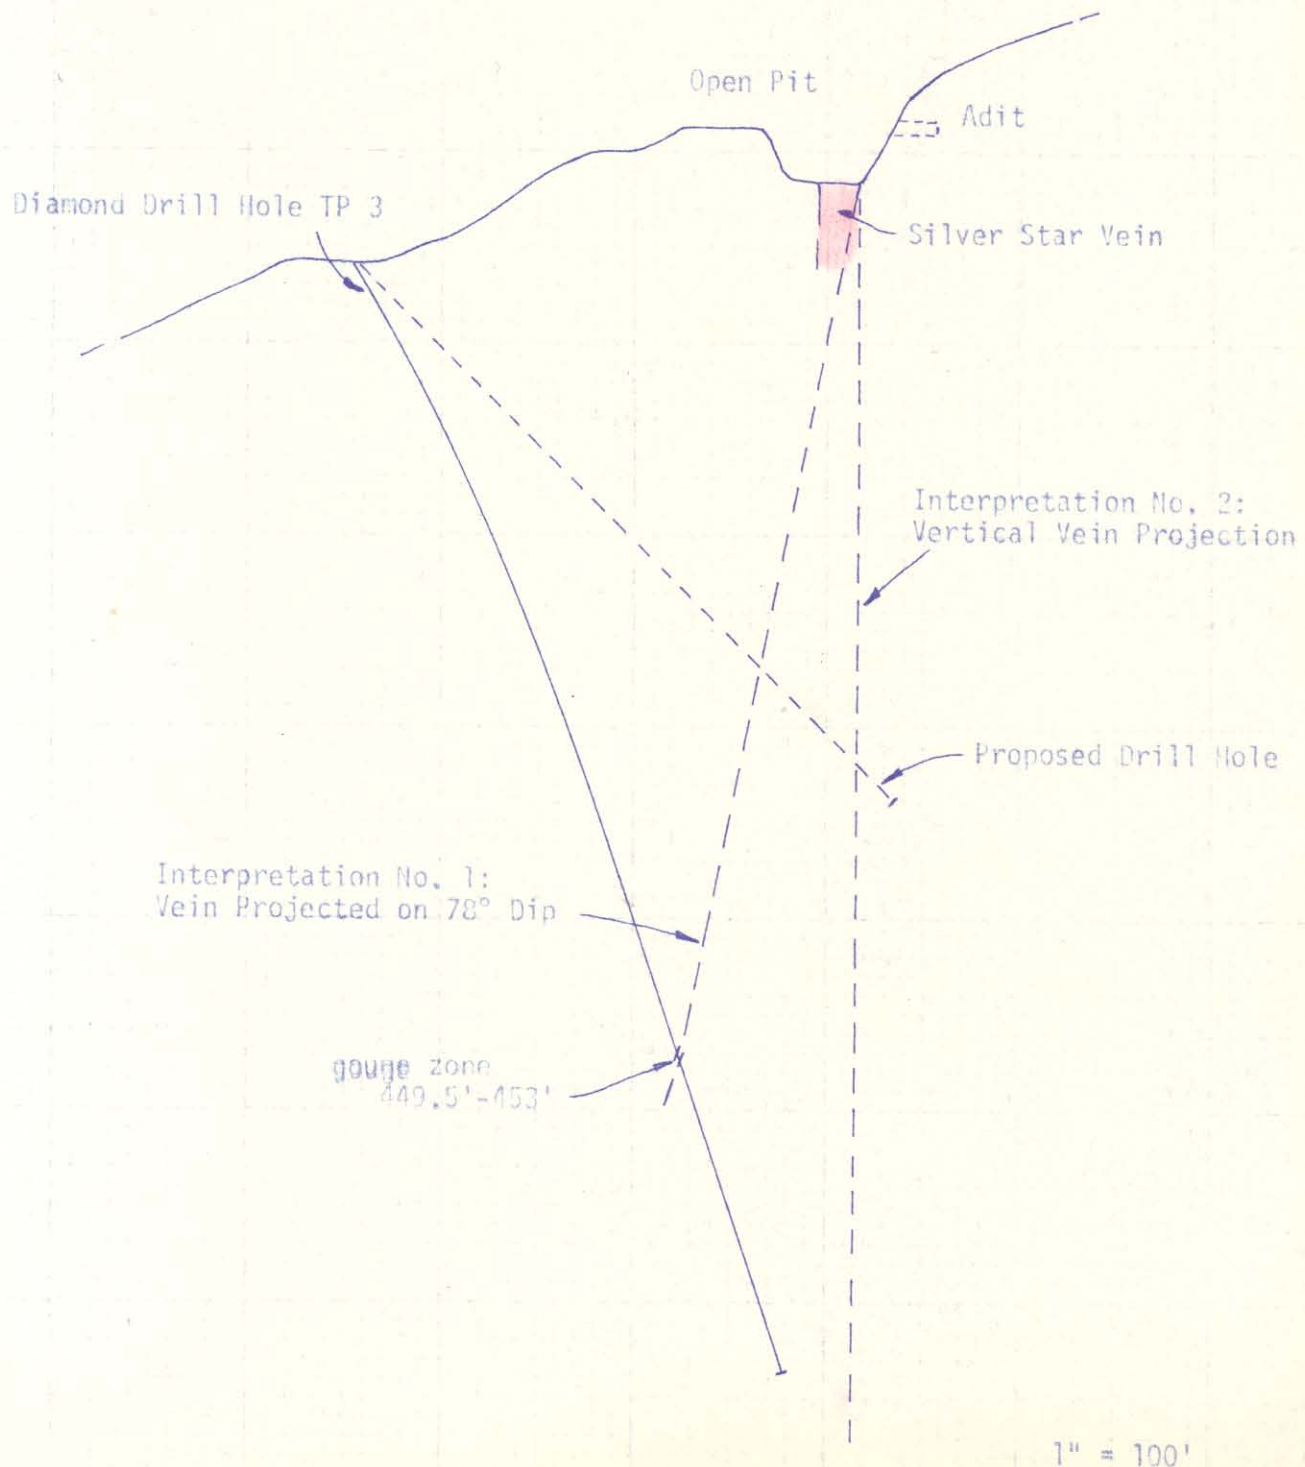 Open Pit
Adit
Diamond Drill Hole TP 3
Silver Star Vein
Interpretation No. 2:
Vertical Vein Projection
Proposed Drill Hole
Interpretation No. 1:
Vein Projected on 78° Dip
gouge zone
449.5'-453'
1" = 100'